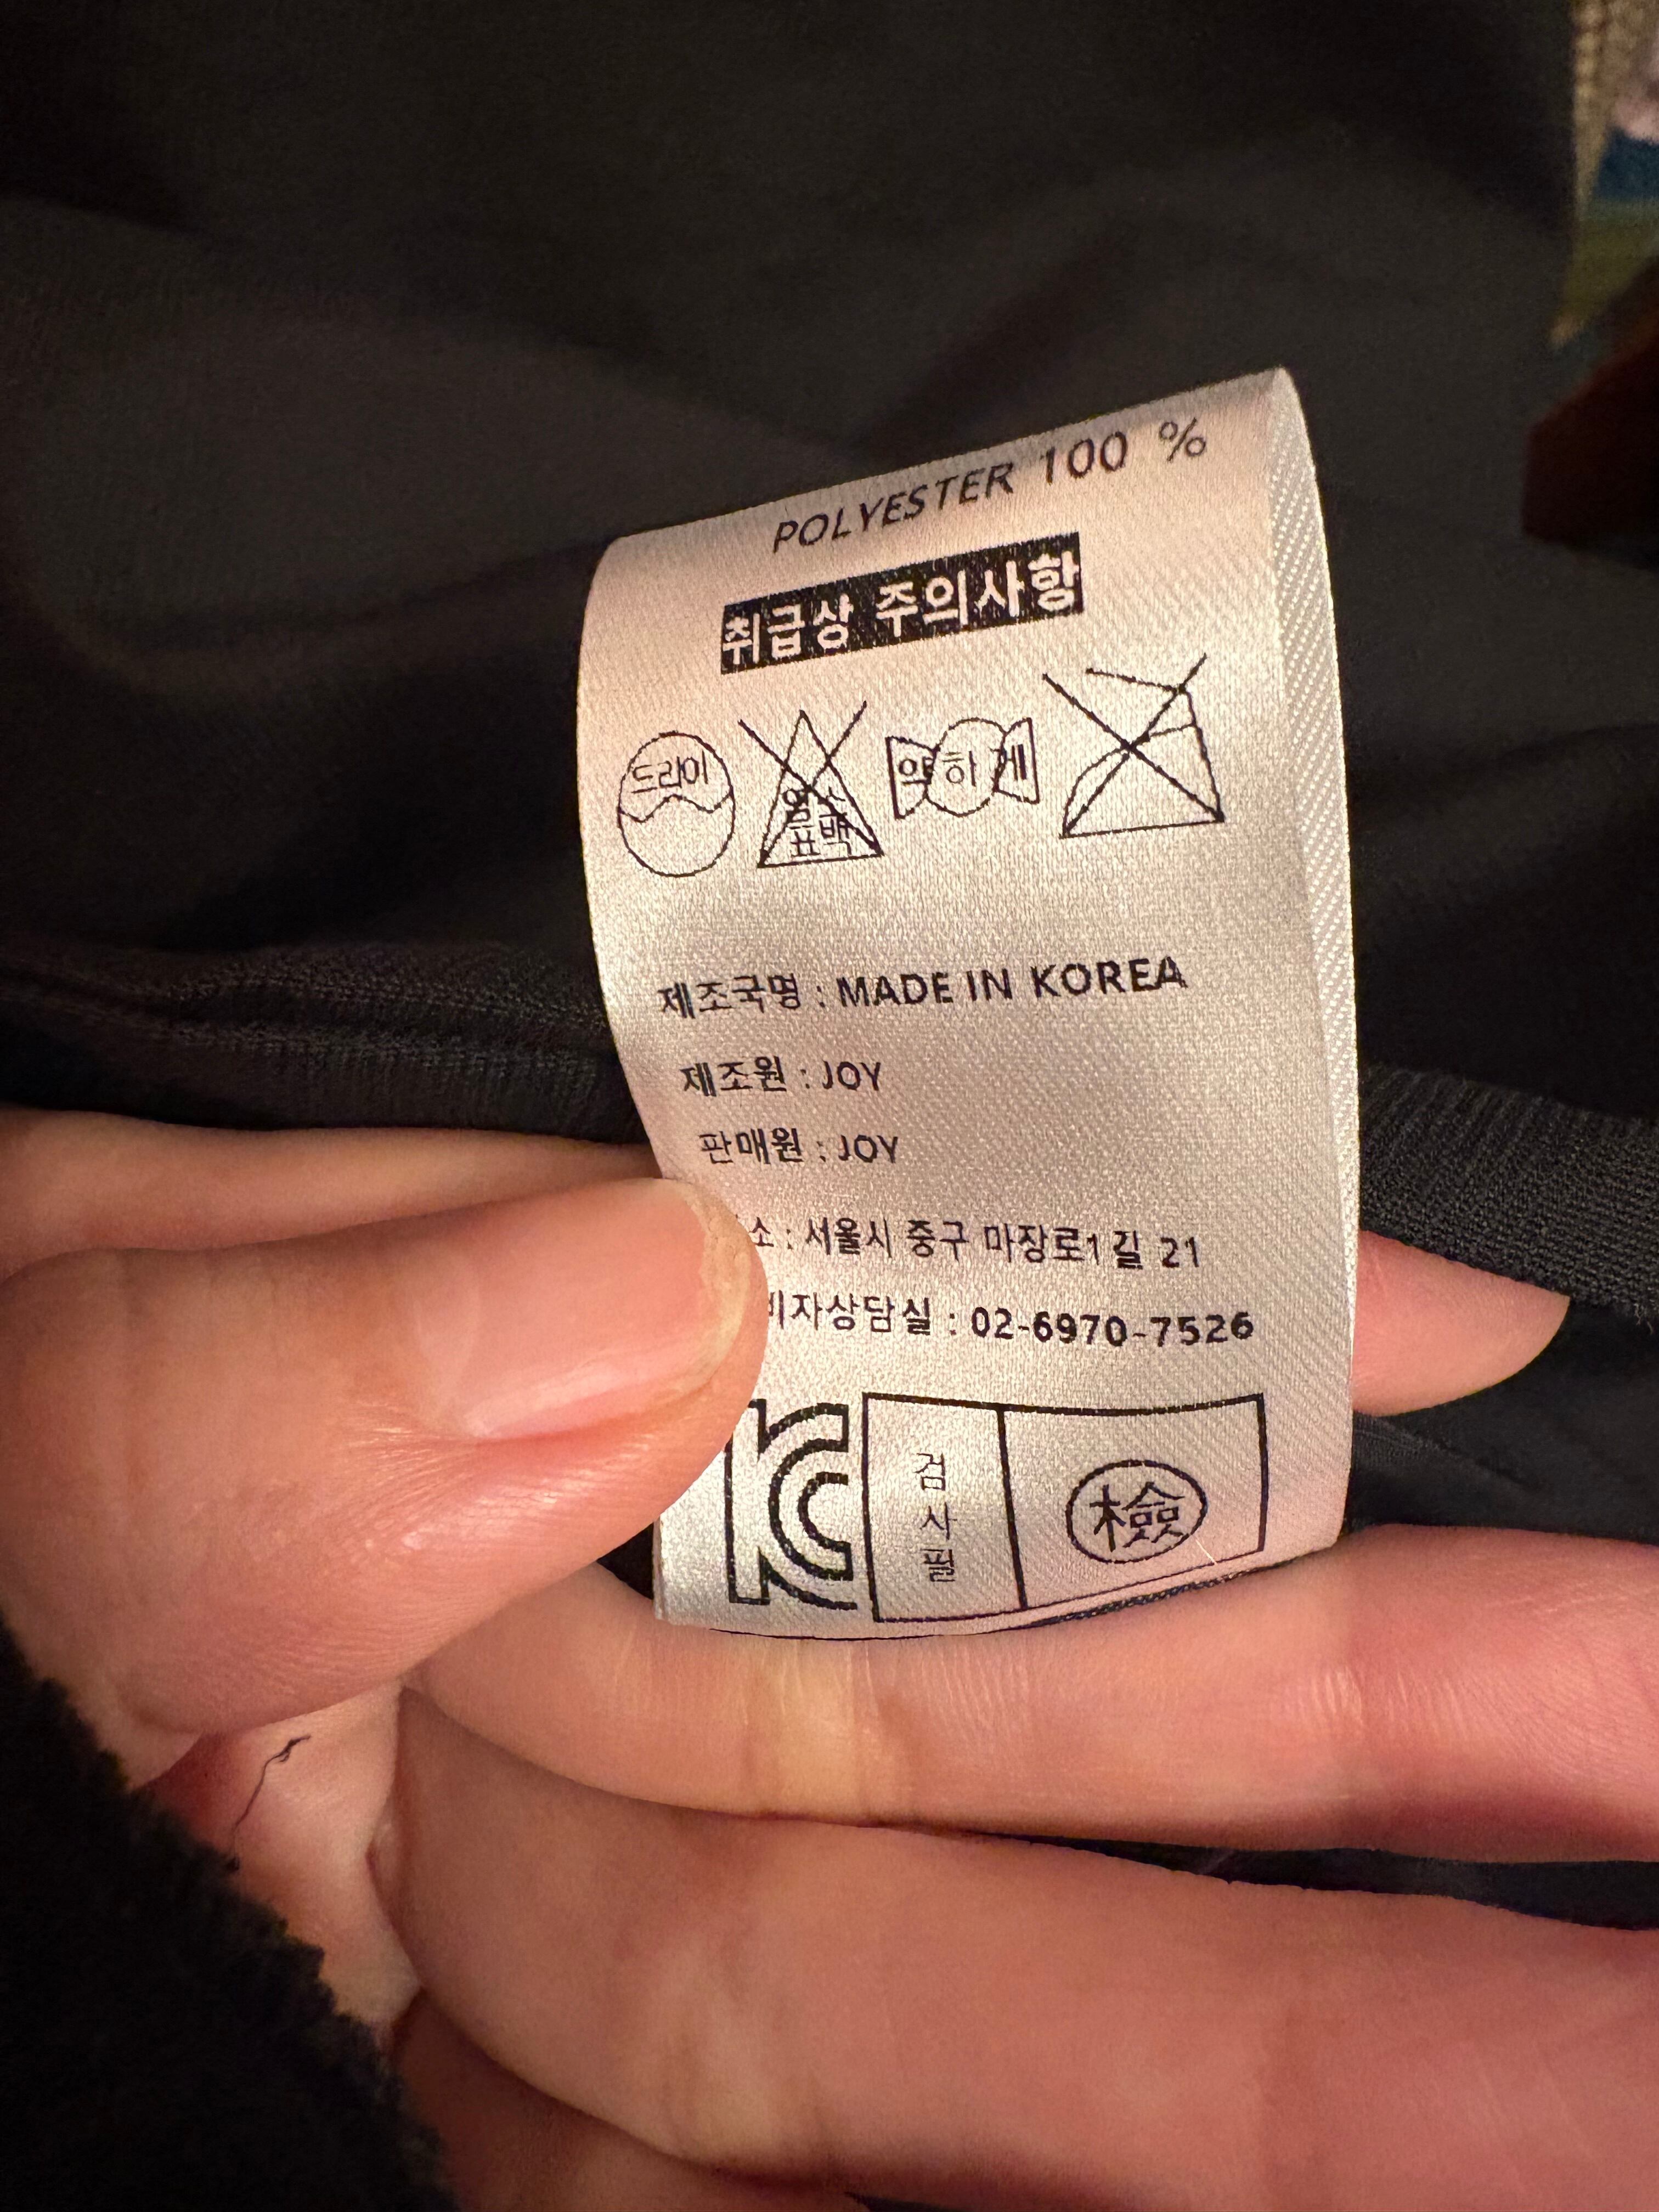 POLYESTER 100 %
취급상 주의사항
드라이
염소
표백
약하게
제조국명 : MADE IN KOREA
제조원 : JOY
판매원 : JOY
소 : 서울시 중구 마장로1길 21
비자상담실 : 02-6970-7526
KC
검사필
檢